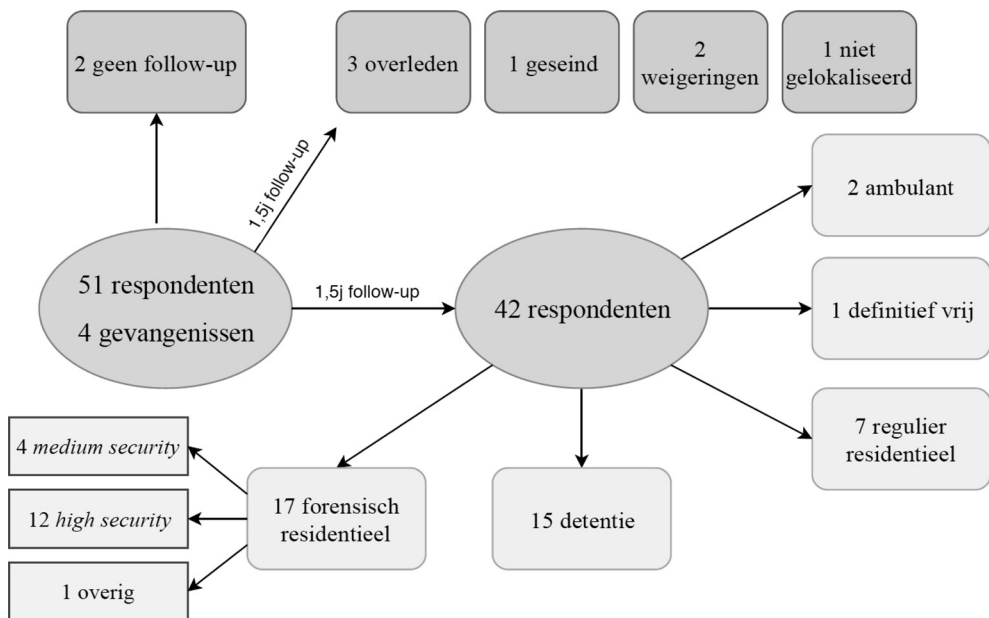 2 geen follow-up
3 overleden
1 geseind
2
weigeringen
1 niet
gelokaliseerd
1,5j follow-up
2 ambulant
51 respondenten
4 gevangenissen
1,5j follow-up
42 respondenten
1 definitief vrij
7 regulier
residentieel
4 medium security
12 high security
1 overig
17 forensisch
residentieel
15 detentie